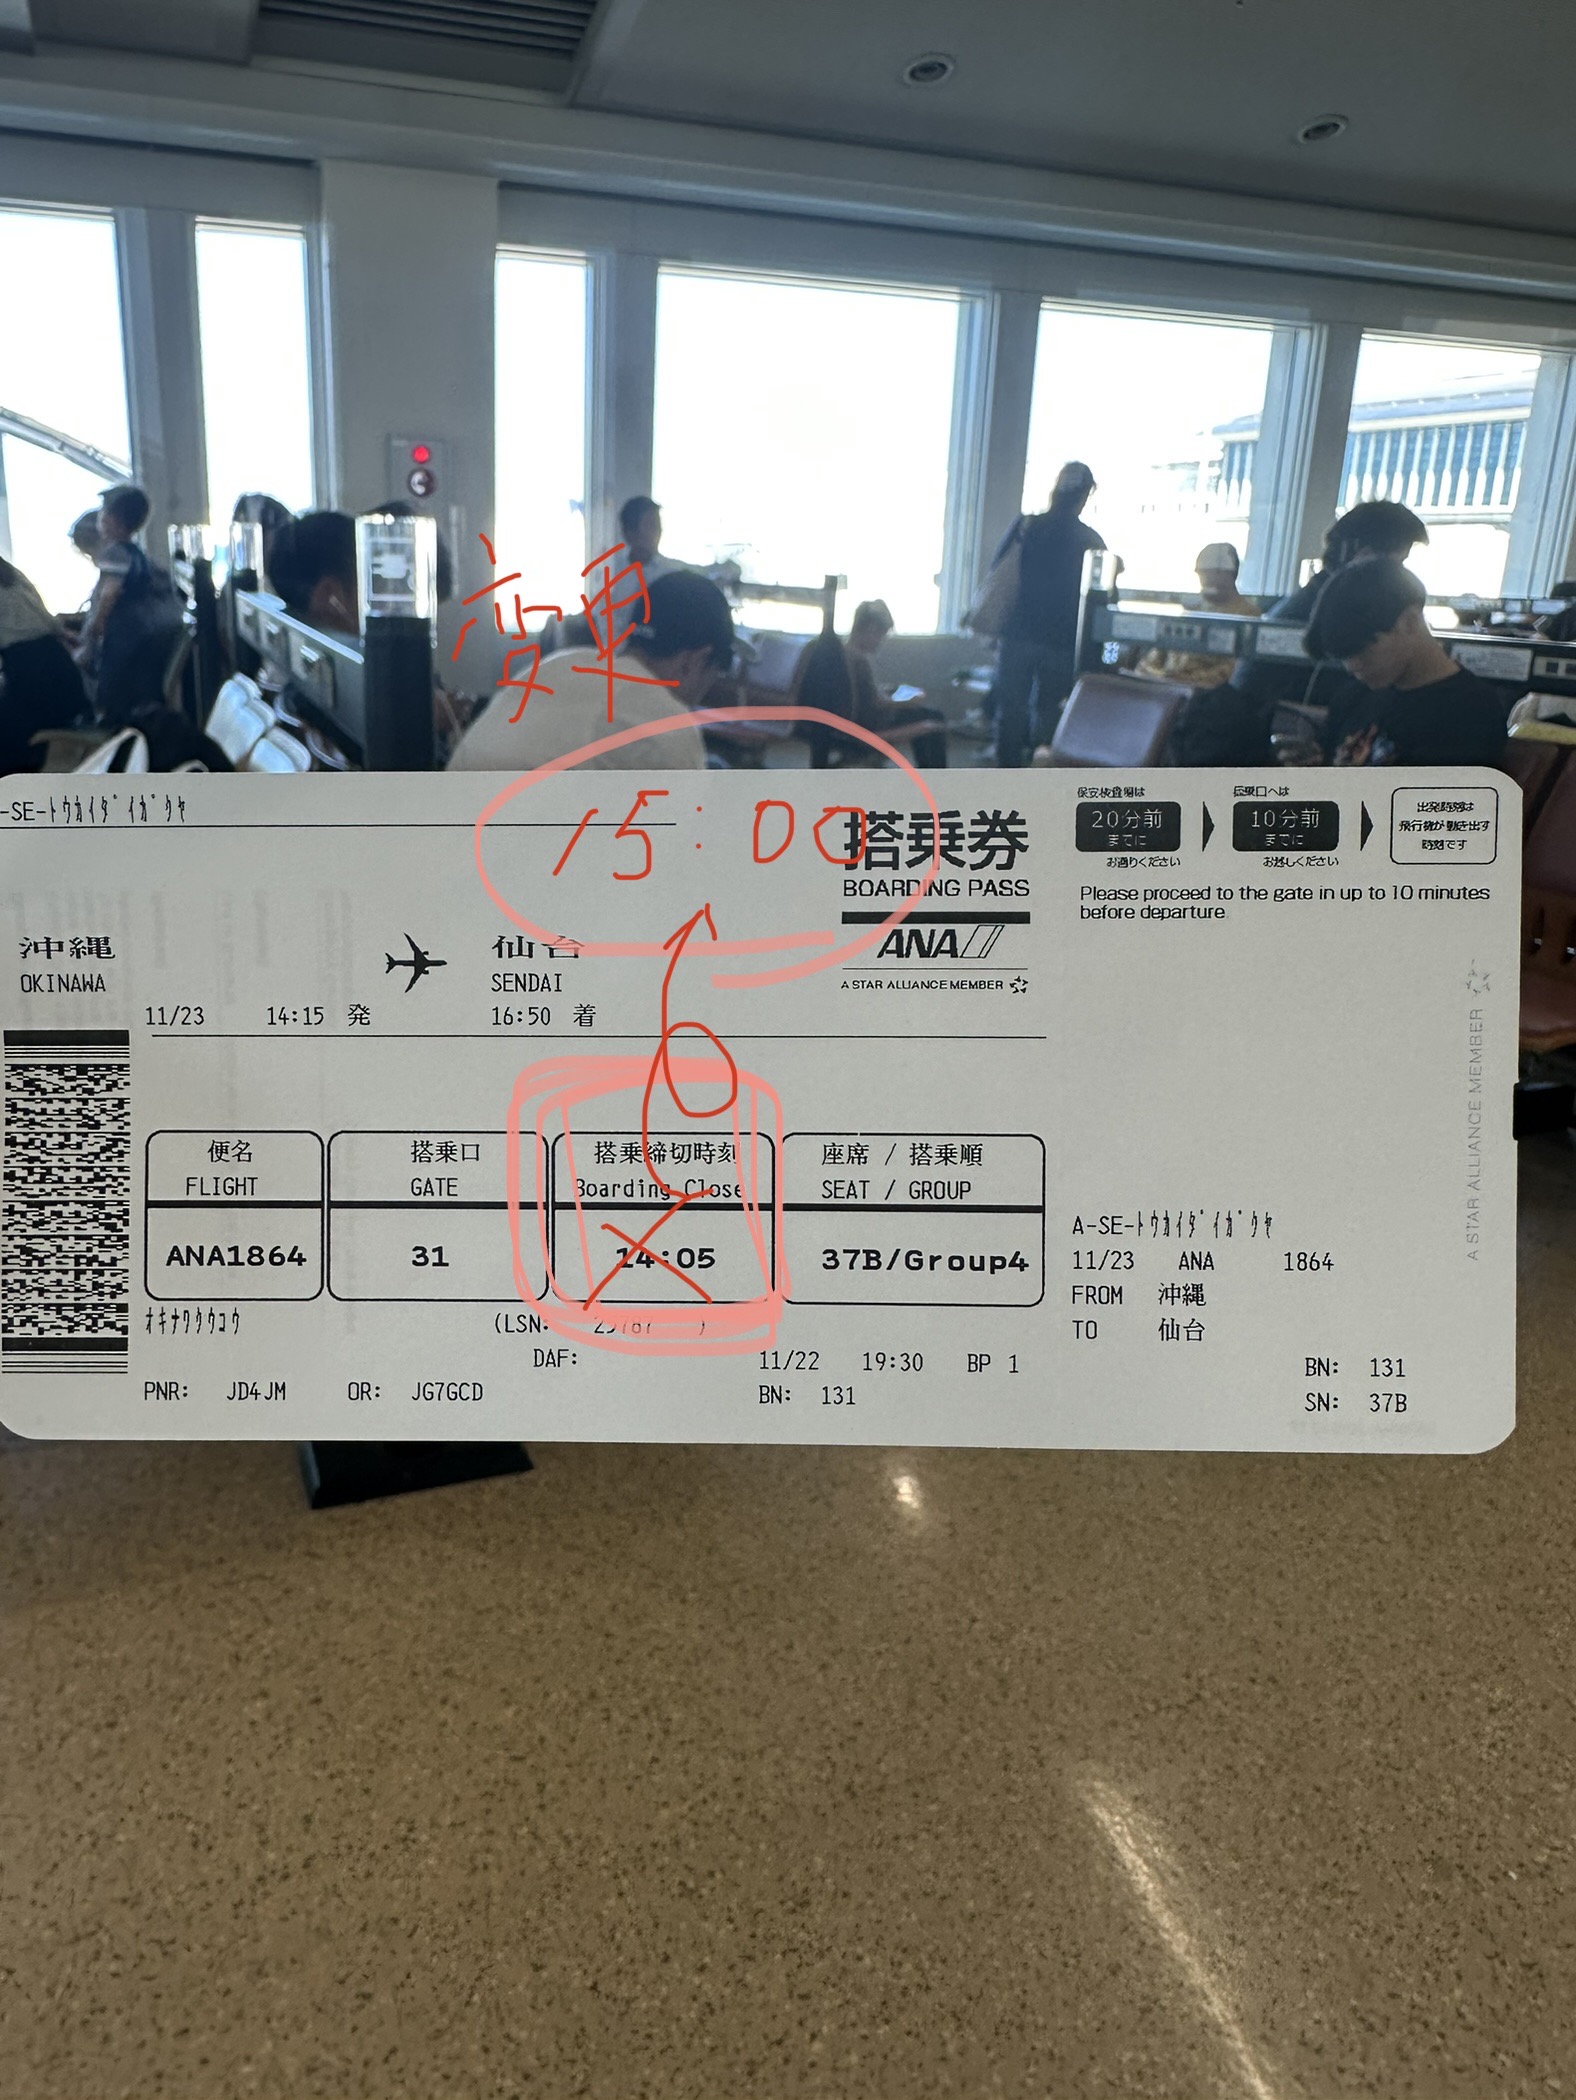 変更
15:00
-SE-ﾄｳｶｲﾀﾞｲｶﾞｸｾ
搭乗券
BOARDING PASS
ANA
A STAR ALLIANCE MEMBER
沖縄
OKINAWA
仙台
SENDAI
11/23 14:15 発 16:50 着
便名
FLIGHT
ANA1864
搭乗口
GATE
31
搭乗締切時刻
Boarding Close
14:05
座席 / 搭乗順
SEAT / GROUP
37B/Group4
ｵｷﾅﾜｸｳｺｳ (LSN: )
DAF: 11/22 19:30 BP 1
PNR: JD4JM OR: JG7GCD BN: 131
保安検査場は
20分前
までに
お通りください
搭乗口へは
10分前
までに
お越しください
出発時刻は
飛行機が動き出す
時刻です
Please proceed to the gate in up to 10 minutes
before departure.
A STAR ALLIANCE MEMBER
A-SE-ﾄｳｶｲﾀﾞｲｶﾞｸｾ
11/23 ANA 1864
FROM 沖縄
TO 仙台
BN: 131
SN: 37B